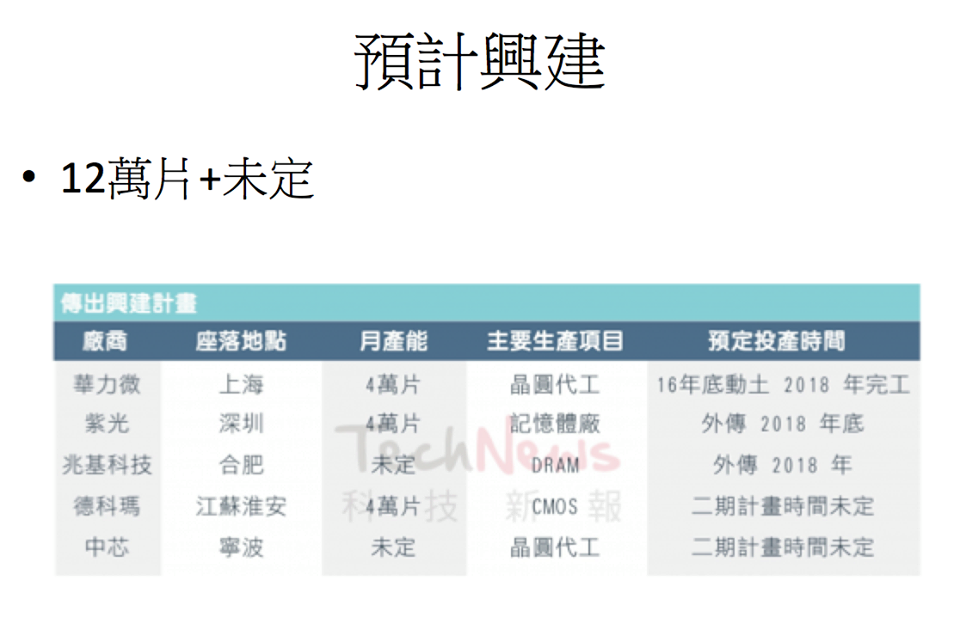 預計興建
• 12萬片+未定
傳出興建計畫
廠商 座落地點 月產能 主要生產項目 預定投產時間
華力微 上海 4萬片 晶圓代工 16年底動土 2018 年完工
紫光 深圳 4萬片 記憶體廠 外傳 2018 年底
兆基科技 合肥 未定 DRAM 外傳 2018 年
德科瑪 江蘇淮安 4萬片 CMOS 二期計畫時間未定
中芯 寧波 未定 晶圓代工 二期計畫時間未定
TechNews
科技新報